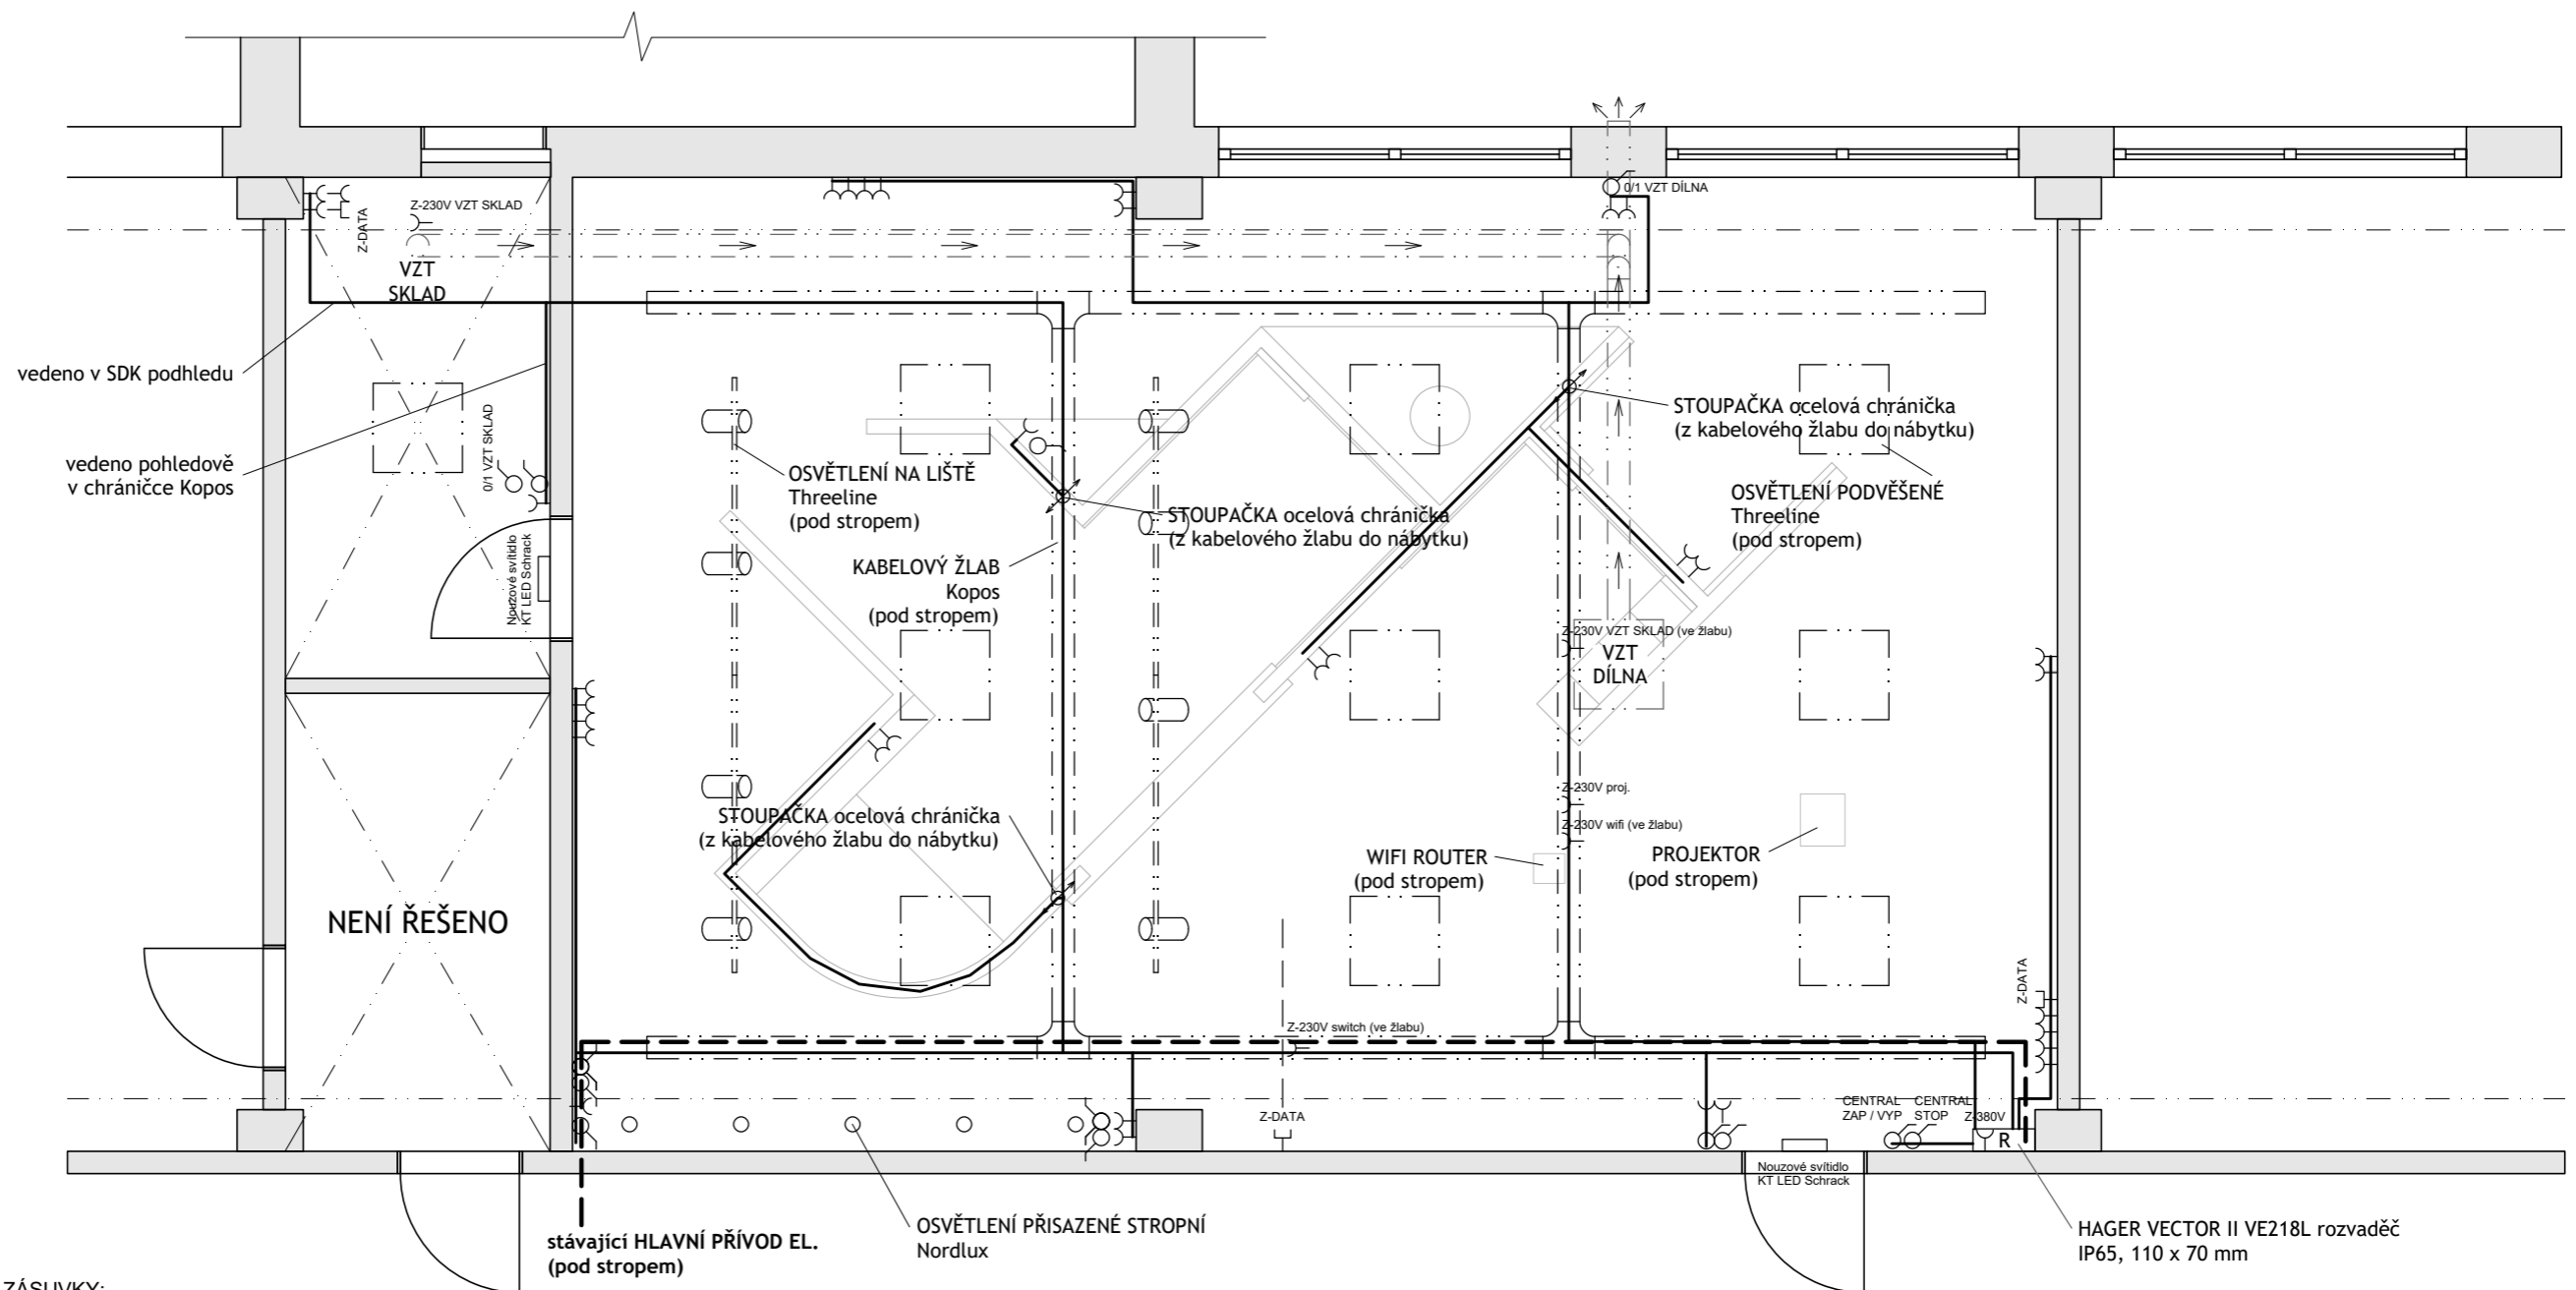 0/1 VZT DÍLNA
Z-230V VZT SKLAD
Z-DATA
VZT
SKLAD
vedeno v SDK podhledu
vedeno pohledově
v chráničce Kopos
0/1 VZT SKLAD
Nouzové svítidlo
KT LED Schrack
OSVĚTLENÍ NA LIŠTĚ
Threeline
(pod stropem)
STOUPAČKA ocelová chránička
(z kabelového žlabu do nábytku)
STOUPAČKA ocelová chránička
(z kabelového žlabu do nábytku)
OSVĚTLENÍ PODVĚŠENÉ
Threeline
(pod stropem)
KABELOVÝ ŽLAB
Kopos
(pod stropem)
Z-230V VZT SKLAD (ve žlabu)
VZT
DÍLNA
Z-230V proj.
Z-230V wifi (ve žlabu)
STOUPAČKA ocelová chránička
(z kabelového žlabu do nábytku)
WIFI ROUTER
(pod stropem)
PROJEKTOR
(pod stropem)
NENÍ ŘEŠENO
Z-DATA
Z-230V switch (ve žlabu)
Z-DATA
CENTRAL
ZAP / VYP
CENTRAL
STOP
Z-380V
R
Nouzové svítidlo
KT LED Schrack
stávající HLAVNÍ PŘÍVOD EL.
(pod stropem)
OSVĚTLENÍ PŘISAZENÉ STROPNÍ
Nordlux
HAGER VECTOR II VE218L rozvaděč
IP65, 110 x 70 mm
ZÁSUVKY: